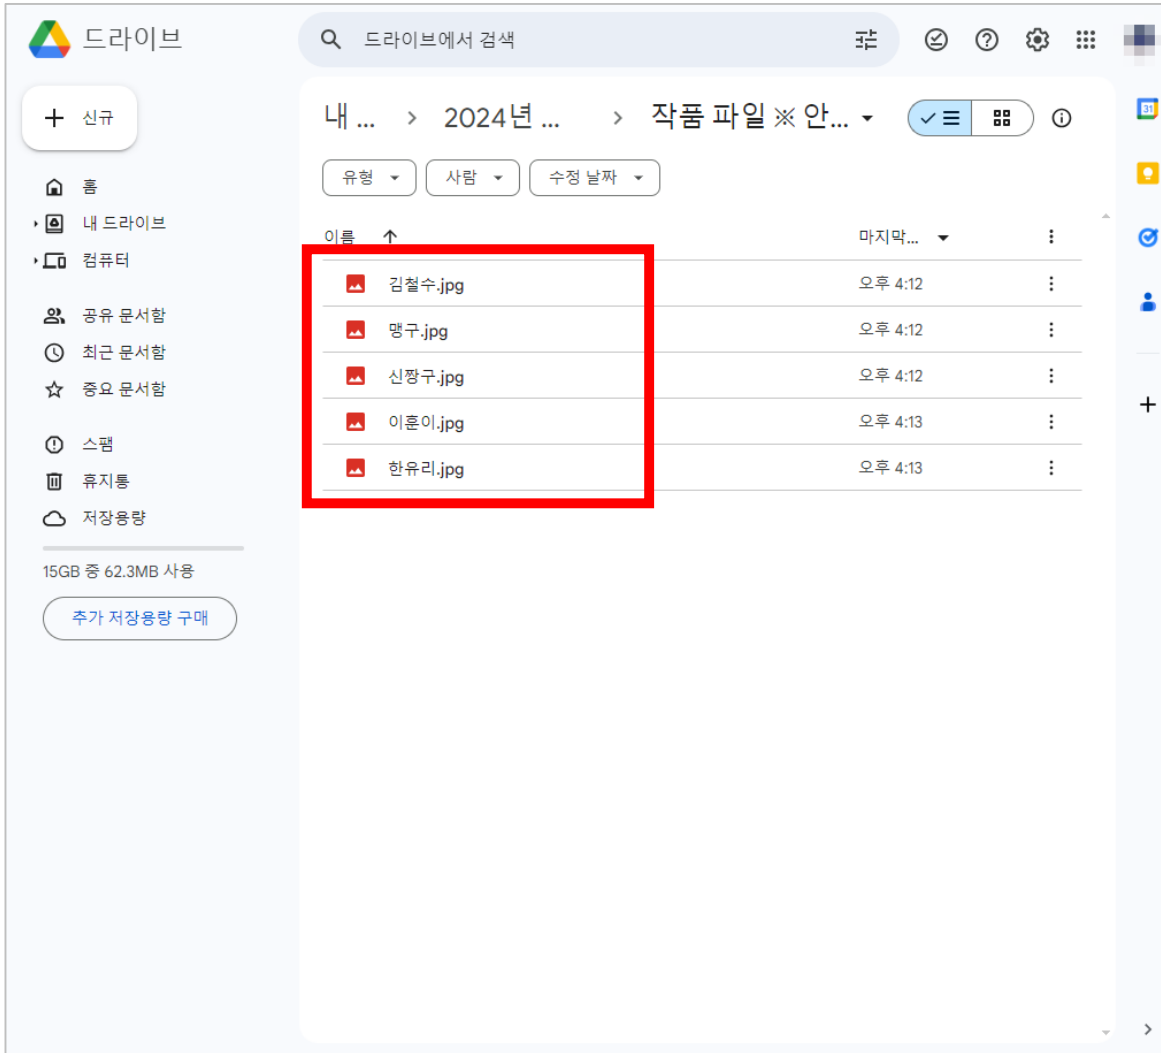 드라이브
드라이브에서 검색
신규
내 ... > 2024년 ... > 작품 파일 ※ 안...
31
유형 사람 수정 날짜
홈
내 드라이브
컴퓨터
공유 문서함
최근 문서함
중요 문서함
스팸
휴지통
저장용량
15GB 중 62.3MB 사용
추가 저장용량 구매
이름 마지막...
김철수.jpg 오후 4:12
맹구.jpg 오후 4:12
신짱구.jpg 오후 4:12
이훈이.jpg 오후 4:13
한유리.jpg 오후 4:13